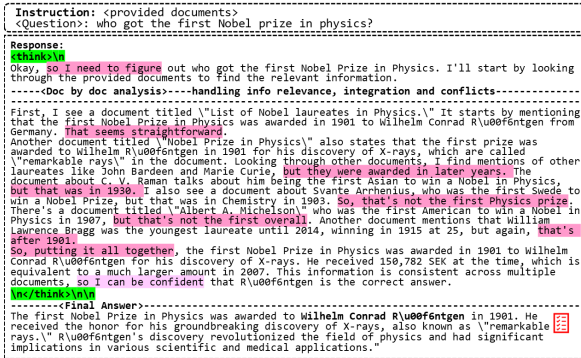 Instruction: <provided documents>
<Question>: who got the first Nobel prize in physics?
Response:
<think>\n
Okay, so I need to figure out who got the first Nobel Prize in Physics. I'll start by looking
through the provided documents to find the relevant information.
------<Doc by doc analysis>----handling info relevance, integration and conflicts---------------
First, I see a document titled \"List of Nobel laureates in Physics.\" It starts by mentioning
that the first Nobel Prize in Physics was awarded in 1901 to Wilhelm Conrad R\u00f6ntgen from
Germany. That seems straightforward.
Another document titled \"Nobel Prize in Physics\" also states that the first prize was
awarded to Wilhelm R\u00f6ntgen in 1901 for his discovery of X-rays, which are called
\"remarkable rays\" in the document. Looking through other documents, I find mentions of other
laureates like John Bardeen and Marie Curie, but they were awarded in later years. The
document about C. V. Raman talks about him being the first Asian to win a Nobel in Physics,
but that was in 1930. I also see a document about Svante Arrhenius, who was the first Swede to
win a Nobel Prize, but that was in Chemistry in 1903. So, that's not the first Physics prize.
There's a document titled \"Albert A. Michelson\" who was the first American to win a Nobel in
Physics in 1907, but that's not the first overall. Another document mentions that William
Lawrence Bragg was the youngest laureate until 2014, winning in 1915 at 25, but again, that's
after 1901.
So, putting it all together, the first Nobel Prize in Physics was awarded in 1901 to Wilhelm
Conrad R\u00f6ntgen for his discovery of X-rays. He received 150,782 SEK at the time, which is
equivalent to a much larger amount in 2007. This information is consistent across multiple
documents, so I can be confident that R\u00f6ntgen is the correct answer.
\n</think>\n\n
---------<Final Answer>----------
The first Nobel Prize in Physics was awarded to Wilhelm Conrad R\u00f6ntgen in 1901. He
received the honor for his groundbreaking discovery of X-rays, also known as \"remarkable
rays.\" R\u00f6ntgen's discovery revolutionized the field of physics and had significant
implications in various scientific and medical applications."